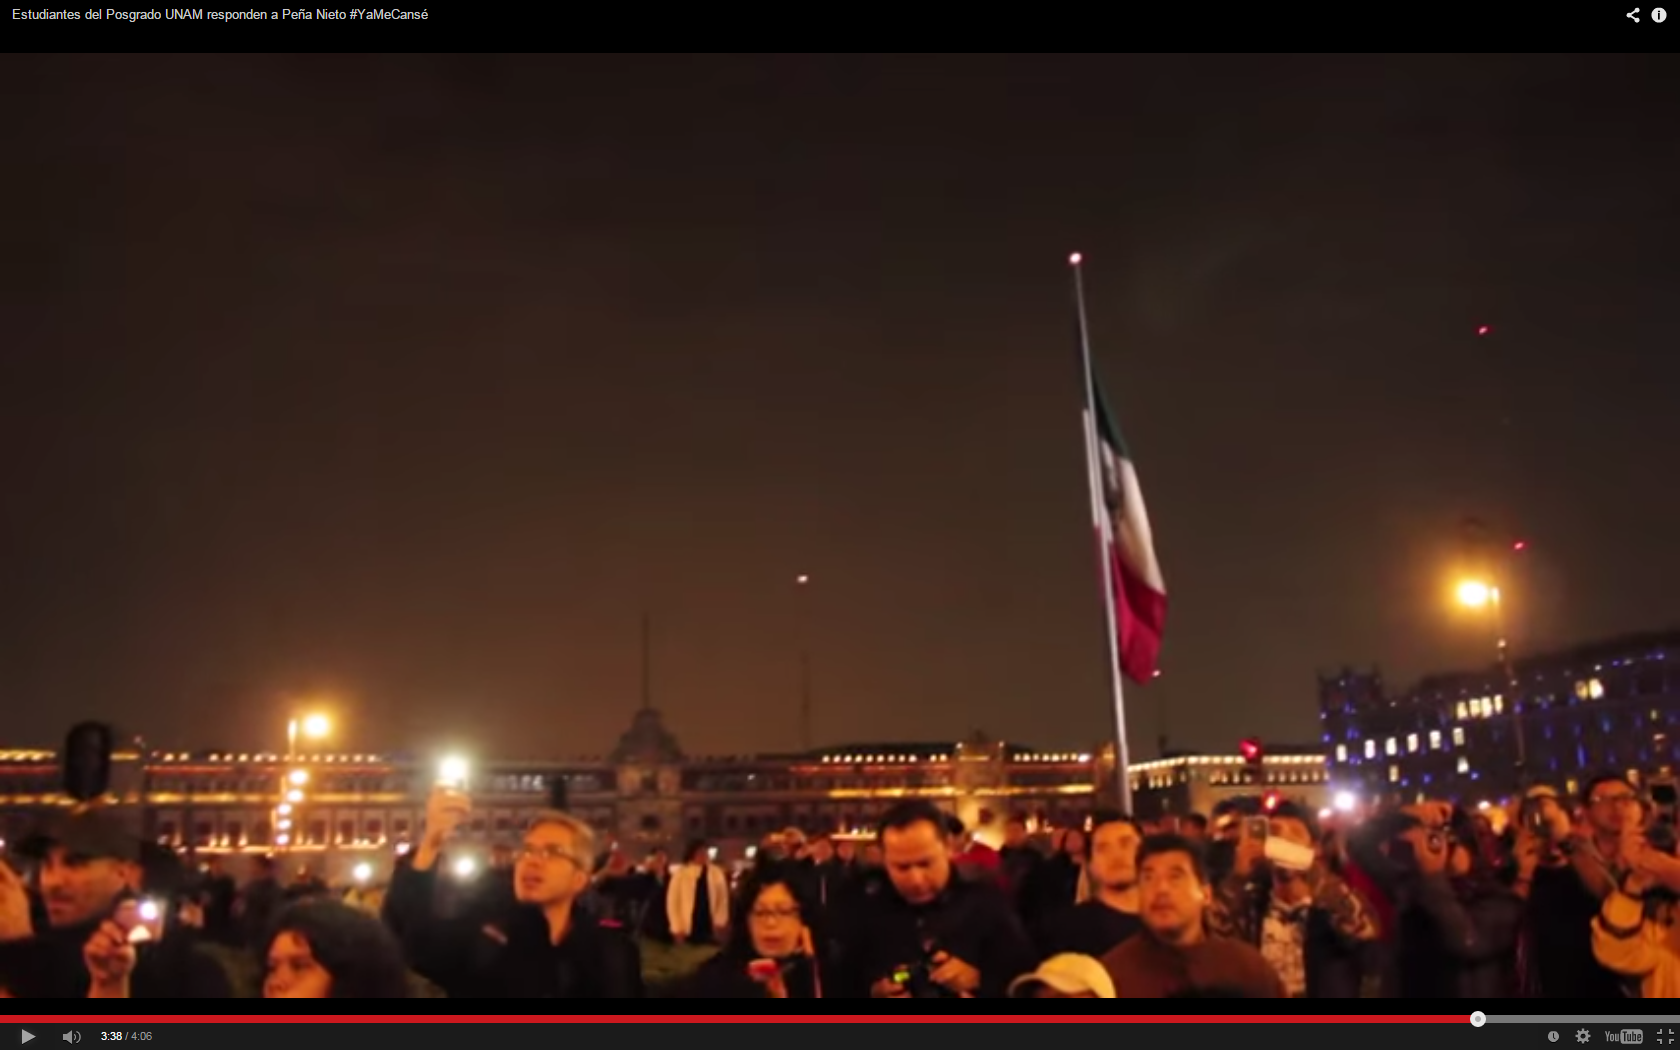 Estudiantes del Posgrado UNAM responden a Peña Nieto #YaMeCansé
3:38 / 4:06
YouTube